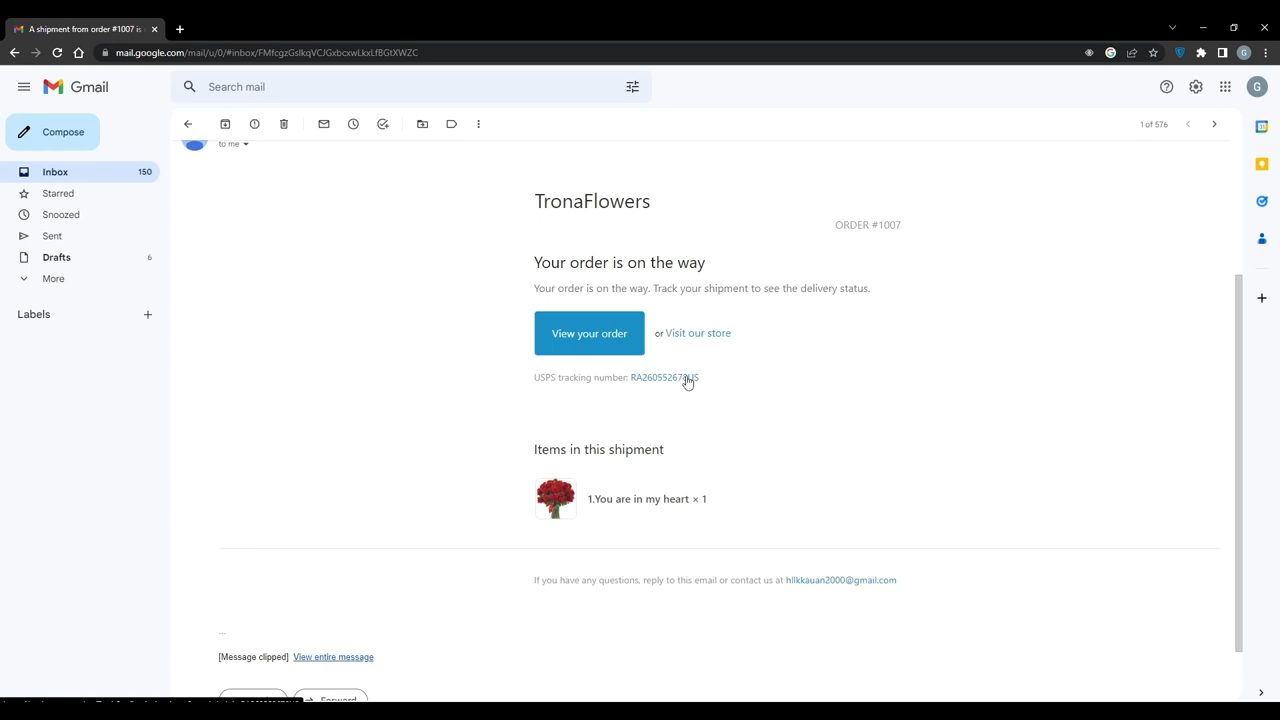 A shipment from order #1007 is
mail.google.com/mail/u/0/#inbox/FMfcgzGslkqVCJGxbcxwLkxLfBGtXWZC
G
Gmail
Search mail
G
Compose
1 of 576
Inbox 150
to me
Starred
Snoozed
Sent
Drafts 6
More
Labels
TronaFlowers
ORDER #1007
Your order is on the way
Your order is on the way. Track your shipment to see the delivery status.
View your order or Visit our store
USPS tracking number: RA260552678US
Items in this shipment
1.You are in my heart × 1
If you have any questions, reply to this email or contact us at hllkkauan2000@gmail.com
...
[Message clipped] View entire message
Forward